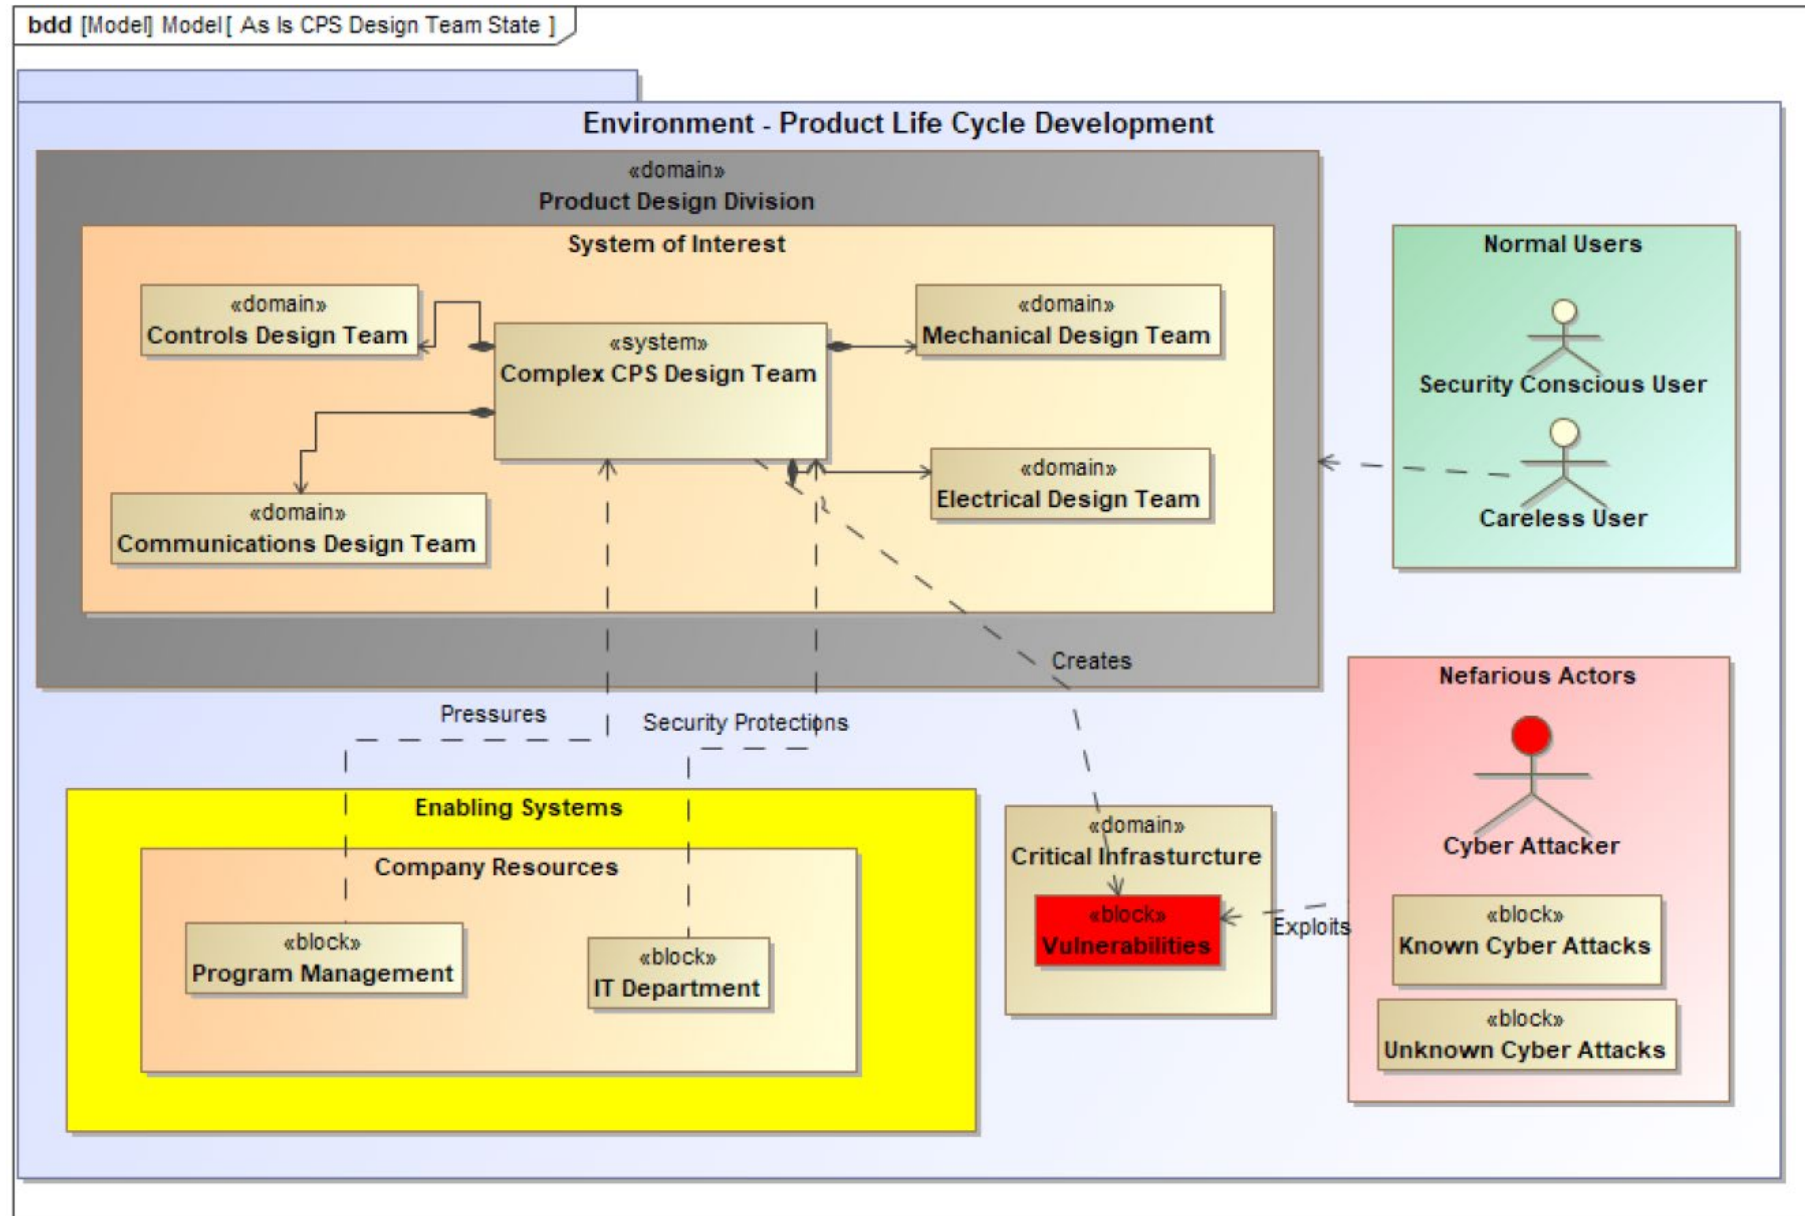 bdd [Model] Model[ As Is CPS Design Team State ]
Environment - Product Life Cycle Development
«domain»
Product Design Division
System of Interest
«domain»
Controls Design Team
«system»
Complex CPS Design Team
«domain»
Mechanical Design Team
«domain»
Electrical Design Team
«domain»
Communications Design Team
Normal Users
Security Conscious User
Careless User
Creates
Pressures
Security Protections
Nefarious Actors
Cyber Attacker
«block»
Known Cyber Attacks
«block»
Unknown Cyber Attacks
Exploits
Enabling Systems
Company Resources
«block»
Program Management
«block»
IT Department
«domain»
Critical Infrasturcture
«block»
Vulnerabilities